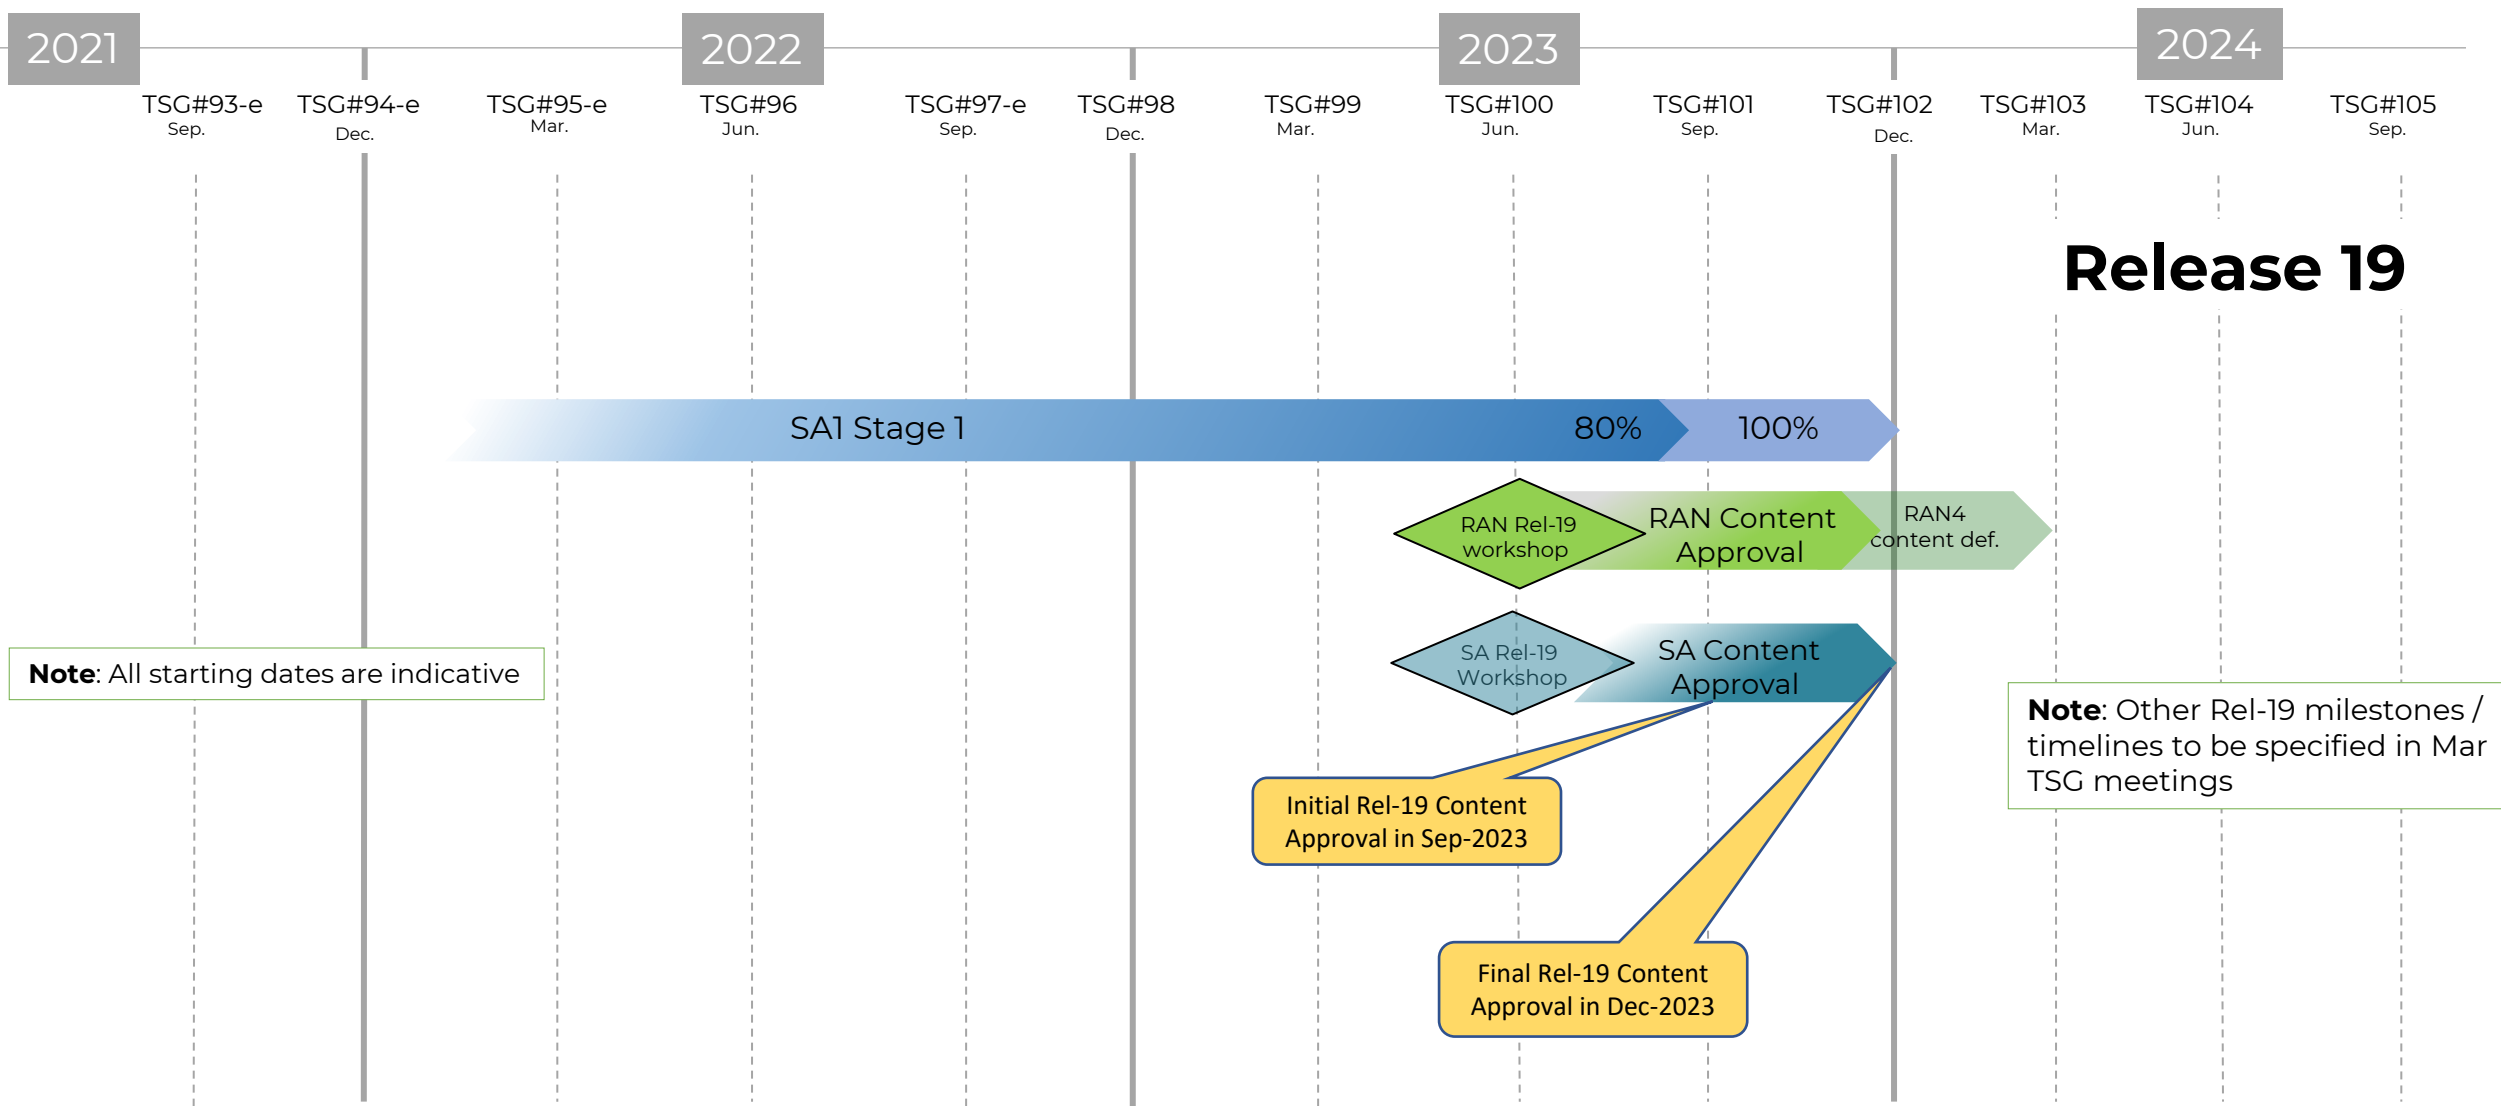 2021
2022
2023
2024
TSG#93-e
Sep.
TSG#94-e
Dec.
TSG#95-e
Mar.
TSG#96
Jun.
TSG#97-e
Sep.
TSG#98
Dec.
TSG#99
Mar.
TSG#100
Jun.
TSG#101
Sep.
TSG#102
Dec.
TSG#103
Mar.
TSG#104
Jun.
TSG#105
Sep.
Release 19
SA1 Stage 1
80%
100%
RAN Rel-19
workshop
RAN Content
Approval
RAN4
content def.
SA Rel-19
Workshop
SA Content
Approval
Note: All starting dates are indicative
Note: Other Rel-19 milestones /
timelines to be specified in Mar
TSG meetings
Initial Rel-19 Content
Approval in Sep-2023
Final Rel-19 Content
Approval in Dec-2023